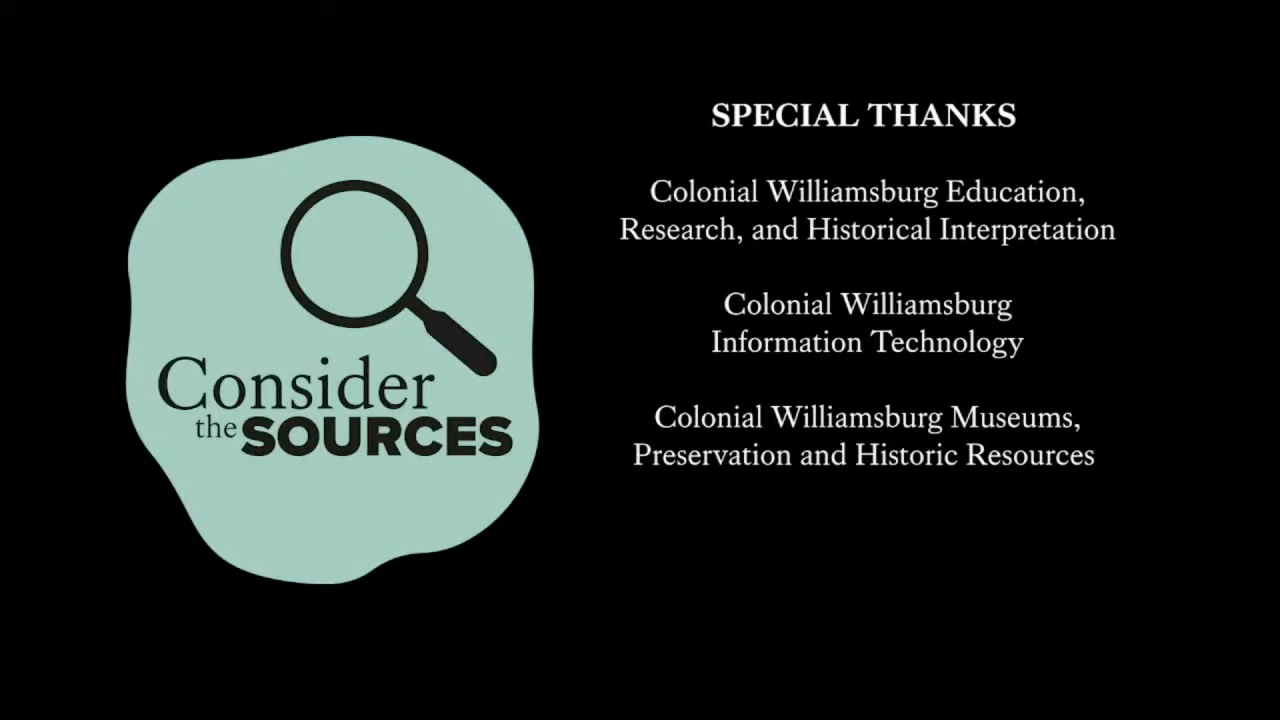 Consider
the SOURCES
SPECIAL THANKS
Colonial Williamsburg Education,
Research, and Historical Interpretation
Colonial Williamsburg
Information Technology
Colonial Williamsburg Museums,
Preservation and Historic Resources